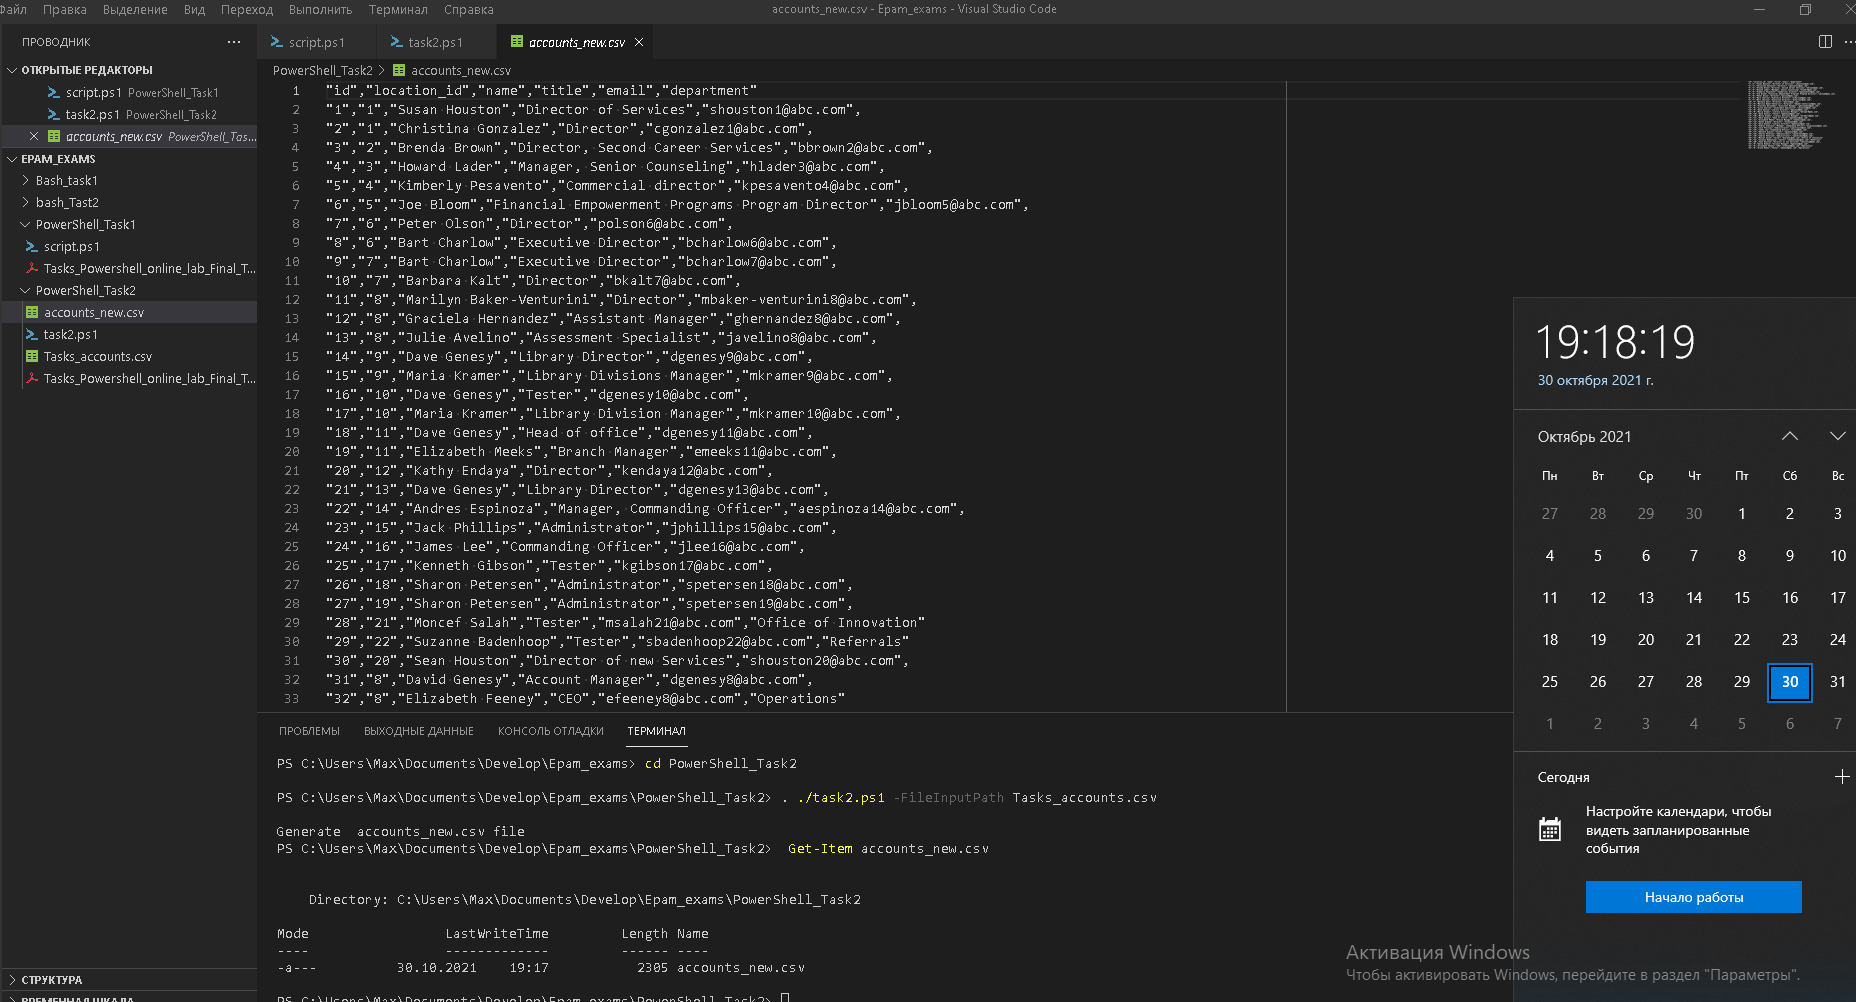 Файл Правка Выделение Вид Переход Выполнить Терминал Справка
accounts_new.csv - Epam_exams - Visual Studio Code
ПРОВОДНИК
ОТКРЫТЫЕ РЕДАКТОРЫ
script.ps1 PowerShell_Task1
task2.ps1 PowerShell_Task2
accounts_new.csv PowerShell_Tas...
EPAM_EXAMS
Bash_task1
bash_Tast2
PowerShell_Task1
script.ps1
Tasks_Powershell_online_lab_Final_T...
PowerShell_Task2
accounts_new.csv
task2.ps1
Tasks_accounts.csv
Tasks_Powershell_online_lab_Final_T...
СТРУКТУРА
ВРЕМЕННАЯ ШКАЛА
script.ps1 task2.ps1 accounts_new.csv
PowerShell_Task2 > accounts_new.csv
1 "id","location_id","name","title","email","department"
2 "1","1","Susan Houston","Director of Services","shouston1@abc.com",
3 "2","1","Christina Gonzalez","Director","cgonzalez1@abc.com",
4 "3","2","Brenda Brown","Director, Second Career Services","bbrown2@abc.com",
5 "4","3","Howard Lader","Manager, Senior Counseling","hlader3@abc.com",
6 "5","4","Kimberly Pesavento","Commercial director","kpesavento4@abc.com",
7 "6","5","Joe Bloom","Financial Empowerment Programs Program Director","jbloom5@abc.com",
8 "7","6","Peter Olson","Director","polson6@abc.com",
9 "8","6","Bart Charlow","Executive Director","bcharlow6@abc.com",
10 "9","7","Bart Charlow","Executive Director","bcharlow7@abc.com",
11 "10","7","Barbara Kalt","Director","bkalt7@abc.com",
12 "11","8","Marilyn Baker-Venturini","Director","mbaker-venturini8@abc.com",
13 "12","8","Graciela Hernandez","Assistant Manager","ghernandez8@abc.com",
14 "13","8","Julie Avelino","Assessment Specialist","javelino8@abc.com",
15 "14","9","Dave Genesy","Library Director","dgenesy9@abc.com",
16 "15","9","Maria Kramer","Library Divisions Manager","mkramer9@abc.com",
17 "16","10","Dave Genesy","Tester","dgenesy10@abc.com",
18 "17","10","Maria Kramer","Library Division Manager","mkramer10@abc.com",
19 "18","11","Dave Genesy","Head of office","dgenesy11@abc.com",
20 "19","11","Elizabeth Meeks","Branch Manager","emeeks11@abc.com",
21 "20","12","Kathy Endaya","Director","kendaya12@abc.com",
22 "21","13","Dave Genesy","Library Director","dgenesy13@abc.com",
23 "22","14","Andres Espinoza","Manager, Commanding Officer","aespinoza14@abc.com",
24 "23","15","Jack Phillips","Administrator","jphillips15@abc.com",
25 "24","16","James Lee","Commanding Officer","jlee16@abc.com",
26 "25","17","Kenneth Gibson","Tester","kgibson17@abc.com",
27 "26","18","Sharon Petersen","Administrator","spetersen18@abc.com",
28 "27","19","Sharon Petersen","Administrator","spetersen19@abc.com",
29 "28","21","Moncef Salah","Tester","msalah21@abc.com","Office of Innovation"
30 "29","22","Suzanne Badenhoop","Tester","sbadenhoop22@abc.com","Referrals"
31 "30","20","Sean Houston","Director of new Services","shouston20@abc.com",
32 "31","8","David Genesy","Account Manager","dgenesy8@abc.com",
33 "32","8","Elizabeth Feeney","CEO","efeeney8@abc.com","Operations"
ПРОБЛЕМЫ ВЫХОДНЫЕ ДАННЫЕ КОНСОЛЬ ОТЛАДКИ ТЕРМИНАЛ
PS C:\Users\Max\Documents\Develop\Epam_exams> cd PowerShell_Task2
PS C:\Users\Max\Documents\Develop\Epam_exams\PowerShell_Task2> . ./task2.ps1 -FileInputPath Tasks_accounts.csv
Generate  accounts_new.csv file
PS C:\Users\Max\Documents\Develop\Epam_exams\PowerShell_Task2>  Get-Item accounts_new.csv
Directory: C:\Users\Max\Documents\Develop\Epam_exams\PowerShell_Task2
Mode LastWriteTime Length Name
---- ------------- ------ ----
-a--- 30.10.2021 19:17 2305 accounts_new.csv
PS C:\Users\Max\Documents\Develop\Epam_exams\PowerShell_Task2>
19:18:19
30 октября 2021 г.
Октябрь 2021
Пн Вт Ср Чт Пт Сб Вс
27 28 29 30 1 2 3
4 5 6 7 8 9 10
11 12 13 14 15 16 17
18 19 20 21 22 23 24
25 26 27 28 29 30 31
1 2 3 4 5 6 7
Сегодня
Настройте календари, чтобы
видеть запланированные
события
Начало работы
Активация Windows
Чтобы активировать Windows, перейдите в раздел "Параметры".